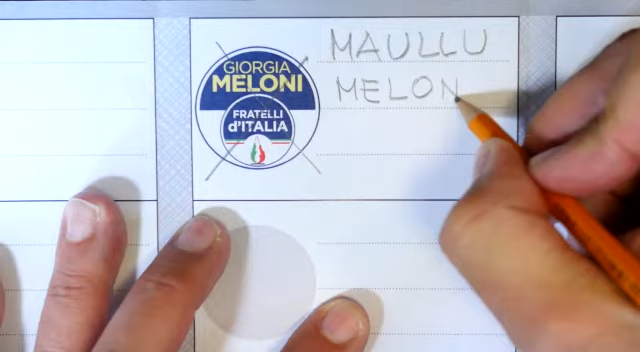 GIORGIA
MELONI
FRATELLI
d'ITALIA
MAULLU
MELON